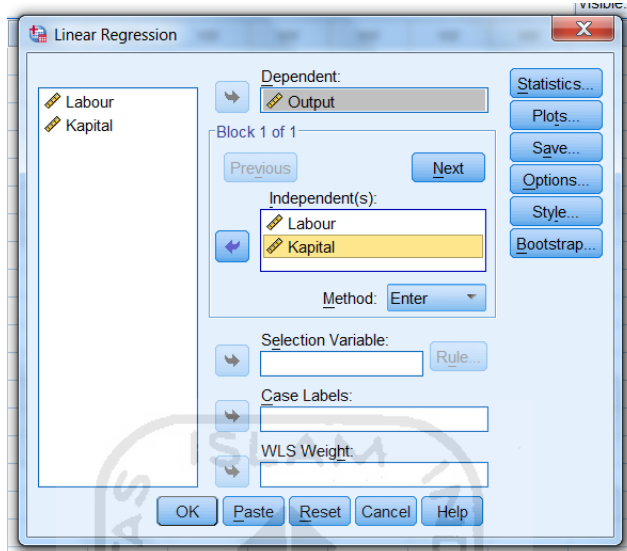 Visible:
Linear Regression
X
Labour
Kapital
Dependent:
Output
Block 1 of 1
Previous
Next
Independent(s):
Labour
Kapital
Method: Enter
Selection Variable:
Rule...
Case Labels:
WLS Weight:
OK Paste Reset Cancel Help
Statistics...
Plots...
Save...
Options...
Style...
Bootstrap...
ISLAM